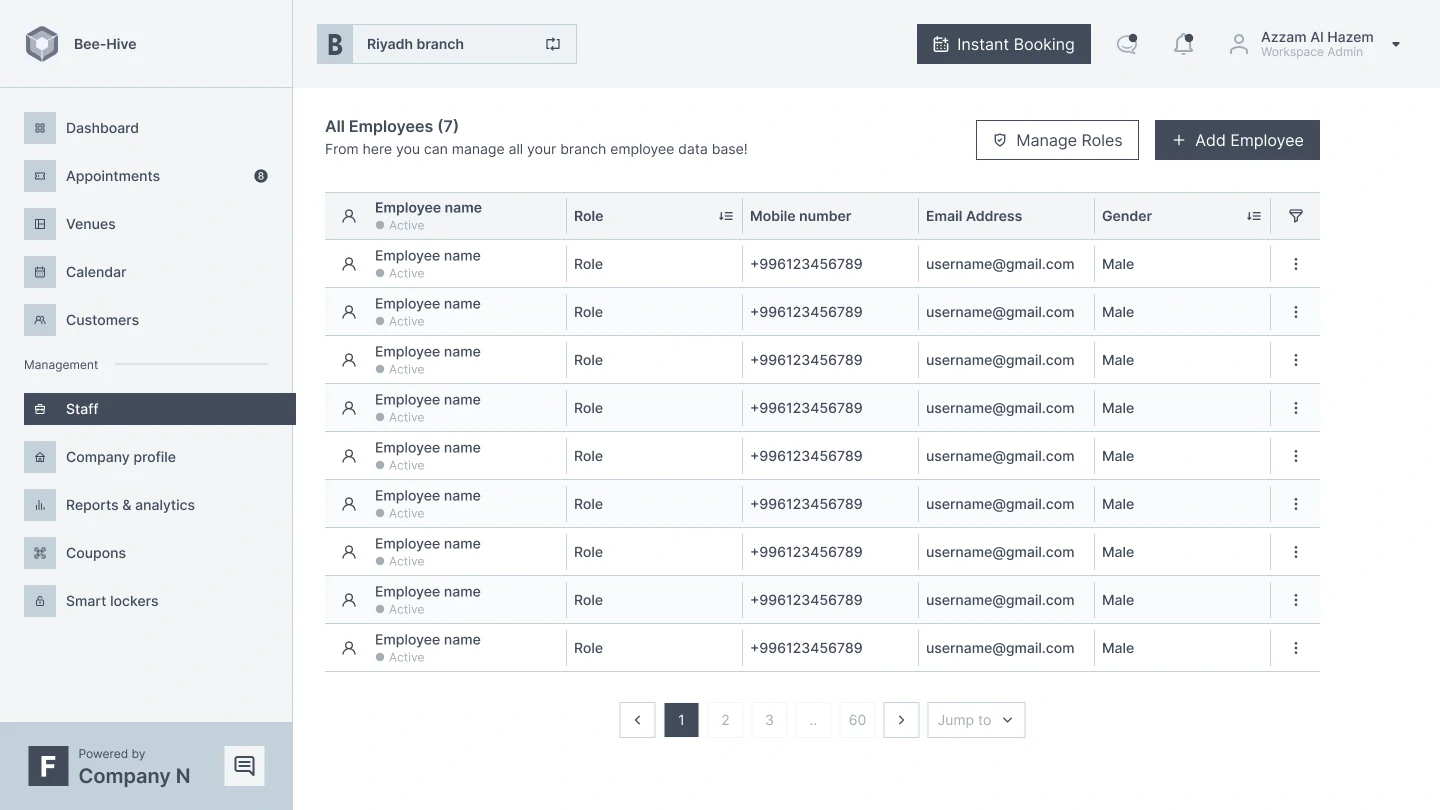 Bee-Hive
B
Riyadh branch
Instant Booking
Azzam Al Hazem
Workspace Admin
Dashboard
Appointments
8
Venues
Calendar
Customers
Management
Staff
Company profile
Reports & analytics
Coupons
Smart lockers
F
Powered by
Company N
All Employees (7)
From here you can manage all your branch employee data base!
Manage Roles
+ Add Employee
Employee name Role Mobile number Email Address Gender
Active
Employee name Role +996123456789 username@gmail.com Male
Active
Employee name Role +996123456789 username@gmail.com Male
Active
Employee name Role +996123456789 username@gmail.com Male
Active
Employee name Role +996123456789 username@gmail.com Male
Active
Employee name Role +996123456789 username@gmail.com Male
Active
Employee name Role +996123456789 username@gmail.com Male
Active
Employee name Role +996123456789 username@gmail.com Male
Active
Employee name Role +996123456789 username@gmail.com Male
Active
Employee name Role +996123456789 username@gmail.com Male
Active
1 2 3 .. 60 Jump to